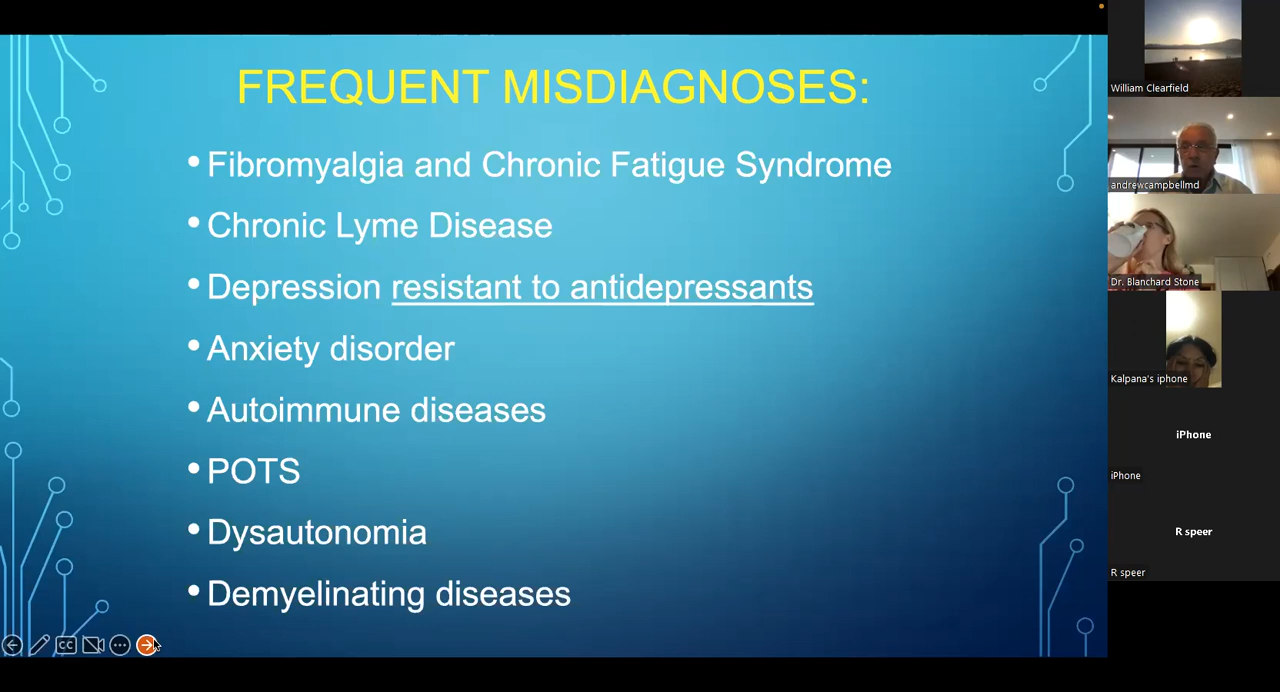 FREQUENT MISDIAGNOSES:
• Fibromyalgia and Chronic Fatigue Syndrome
• Chronic Lyme Disease
• Depression resistant to antidepressants
• Anxiety disorder
• Autoimmune diseases
• POTS
• Dysautonomia
• Demyelinating diseases
CC
William Clearfield
andrewcampbellmd
Dr. Blanchard Stone
Kalpana's iphone
iPhone
iPhone
R speer
R speer